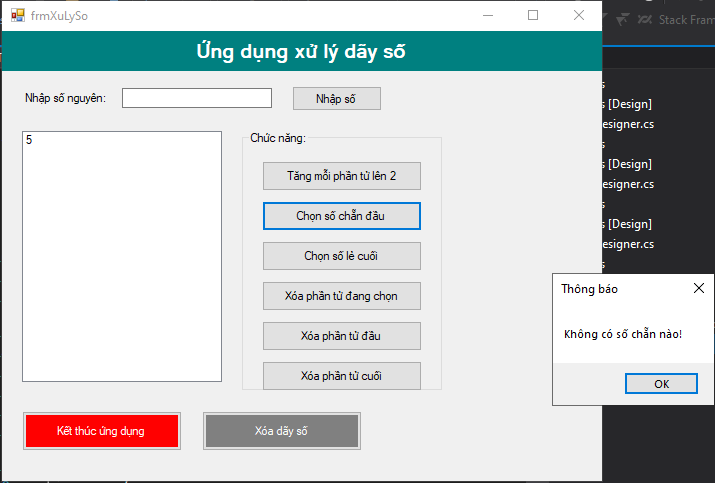 frmXuLySo
Stack Fram
Ứng dụng xử lý dãy số
Nhập số nguyên:
Nhập số
5
Chức năng:
Tăng mỗi phần tử lên 2
Chọn số chẵn đầu
Chọn số lẻ cuối
Xóa phần tử đang chọn
Xóa phần tử đầu
Xóa phần tử cuối
Kết thúc ứng dụng
Xóa dãy số
s
s [Design]
esigner.cs
s
s [Design]
esigner.cs
s
s [Design]
esigner.cs
s
Thông báo
Không có số chẵn nào!
OK